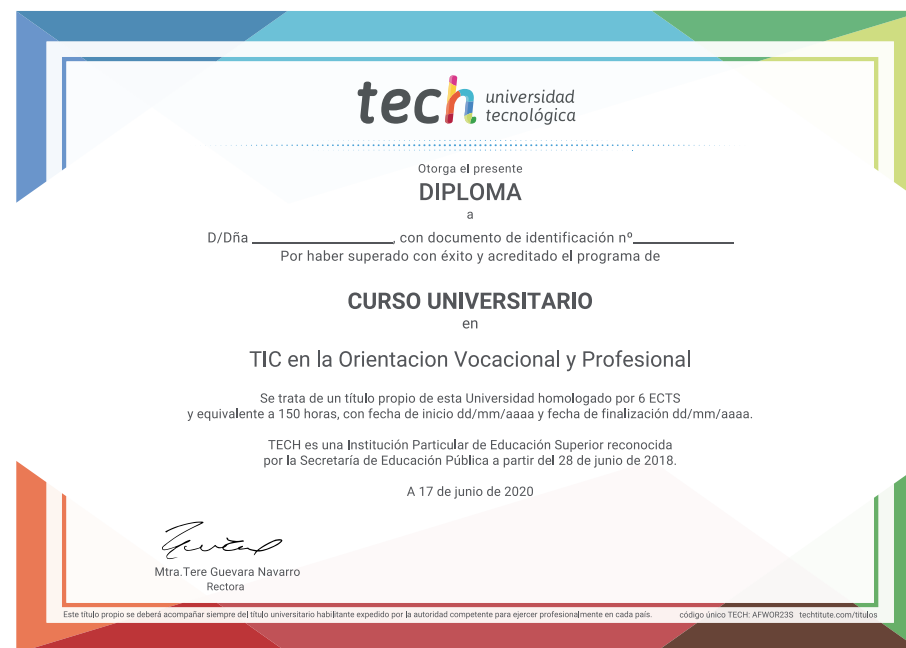 tech universidad
tecnológica
Otorga el presente
DIPLOMA
a
D/Dña ____________________, con documento de identificación nº______________
Por haber superado con éxito y acreditado el programa de
CURSO UNIVERSITARIO
en
TIC en la Orientacion Vocacional y Profesional
Se trata de un título propio de esta Universidad homologado por 6 ECTS
y equivalente a 150 horas, con fecha de inicio dd/mm/aaaa y fecha de finalización dd/mm/aaaa.
TECH es una Institución Particular de Educación Superior reconocida
por la Secretaría de Educación Pública a partir del 28 de junio de 2018.
A 17 de junio de 2020
Mtra.Tere Guevara Navarro
Rectora
Este título propio se deberá acompañar siempre del título universitario habilitante expedido por la autoridad competente para ejercer profesionalmente en cada país. código único TECH: AFWOR23S techtitute.com/titulos